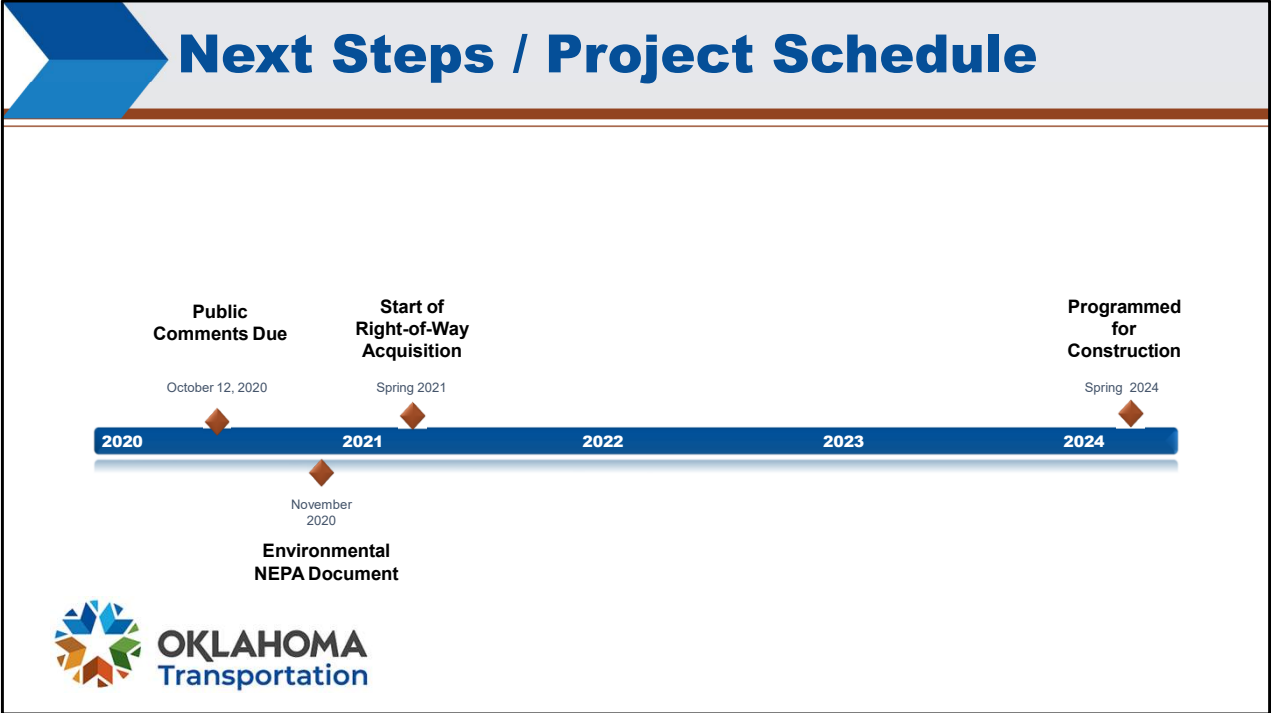 Next Steps / Project Schedule
Public
Comments Due
October 12, 2020
Start of
Right-of-Way
Acquisition
Spring 2021
Programmed
for
Construction
Spring 2024
2020 2021 2022 2023 2024
November
2020
Environmental
NEPA Document
OKLAHOMA
Transportation